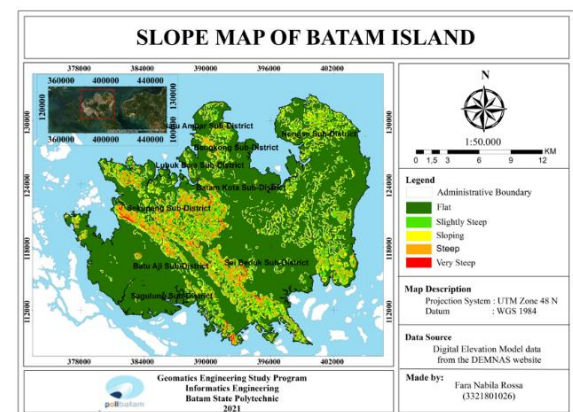 SLOPE MAP OF BATAM ISLAND
378000 384000 390000 396000 402000
360000 400000 440000
120000
130000
100000
360000 400000 440000
130000
124000
118000
112000
130000
124000
118000
112000
Batu Ampar Sub-District
Nongsa Sub-District
Bengkong Sub-District
Lubuk Baja Sub-District
Batam Kota Sub-District
Sekupang Sub-District
Sei Beduk Sub-District
Batu Aji Sub-District
Sagulung Sub-District
378000 384000 390000 396000 402000
N
1:50.000
KM
0 1,5 3 6 9 12
Legend
Administrative Boundary
Flat
Slightly Steep
Sloping
Steep
Very Steep
Map Description
Projection System : UTM Zone 48 N
Datum : WGS 1984
Data Source
Digital Elevation Model data
from the DEMNAS website
Made by:
Fara Nabila Rossa
(3321801026)
polibatam
Geomatics Engineering Study Program
Informatics Engineering
Batam State Polytechnic
2021